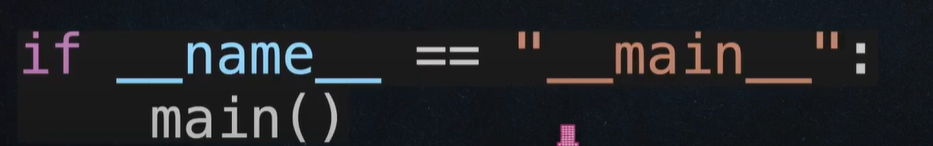 if __name__ == "__main__":
    main()